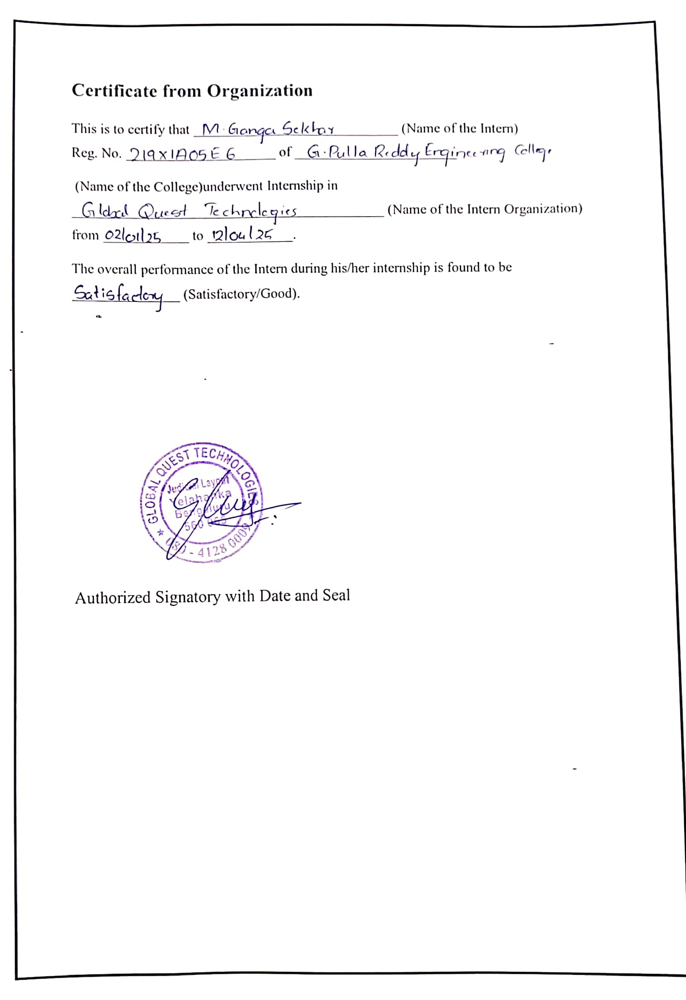 Certificate from Organization
This is to certify that M. Ganga Sekhar (Name of the Intern)
Reg. No. 219X1A05E6 of G. Pulla Reddy Engineering College
(Name of the College)underwent Internship in
Global Quest Technologies (Name of the Intern Organization)
from 02/01/25 to 12/04/25.
The overall performance of the Intern during his/her internship is found to be
Satisfactory (Satisfactory/Good).
GLOBAL QUEST TECHNOLOGIES
Judicial Layout
Yelahanka
Bengaluru
560 065
★ 080 - 4128 0009
Authorized Signatory with Date and Seal